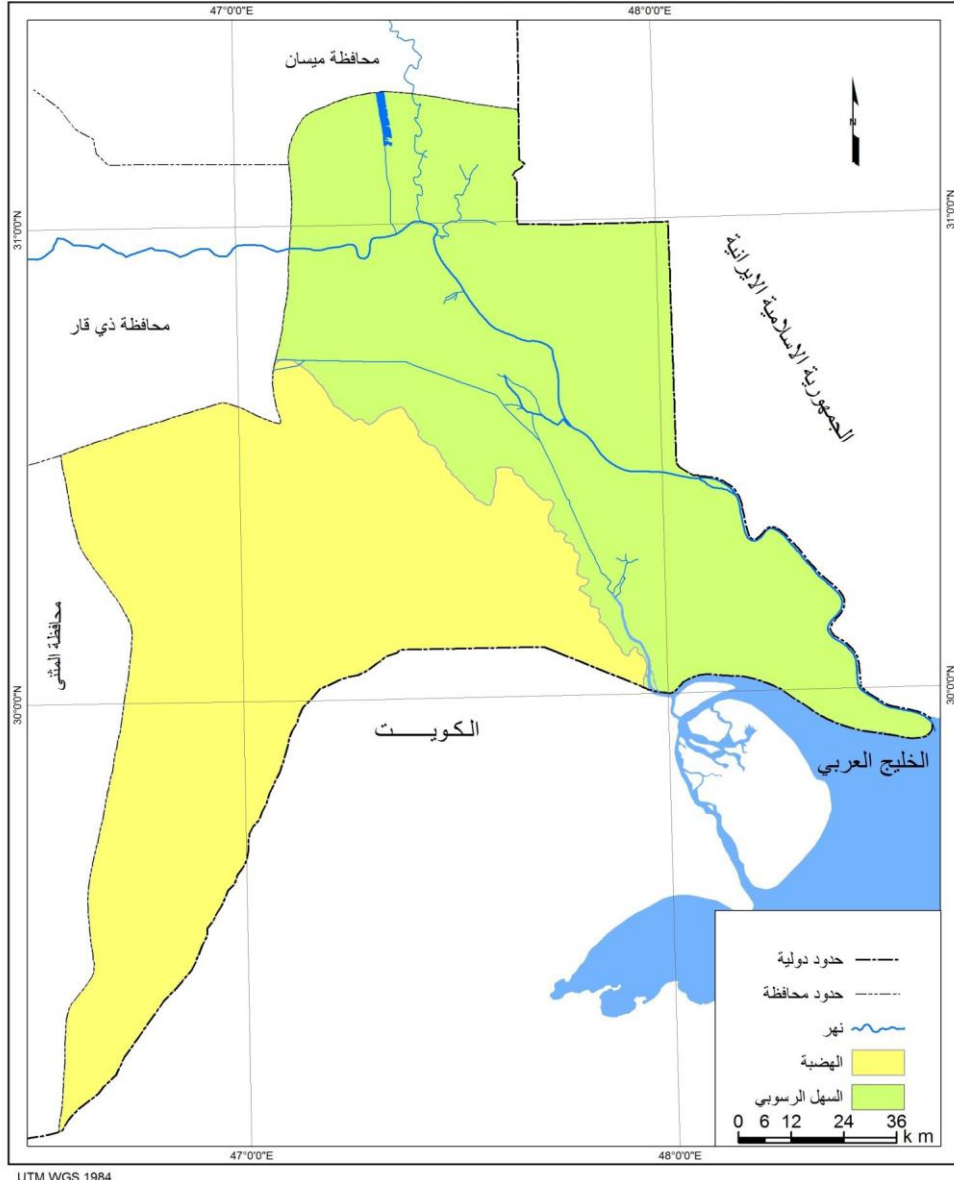 47°0'0"E
48°0'0"E
محافظة ميسان
N
31°0'0"N
31°0'0"N
الجمهورية الاسلامية الايرانية
محافظة ذي قار
محافظة المثنى
30°0'0"N
30°0'0"N
الكويـــــت
الخليج العربي
حدود دولية
حدود محافظة
نهر
الهضبة
السهل الرسوبي
0 6 12 24 36
k m
47°0'0"E
48°0'0"E
UTM WGS 1984